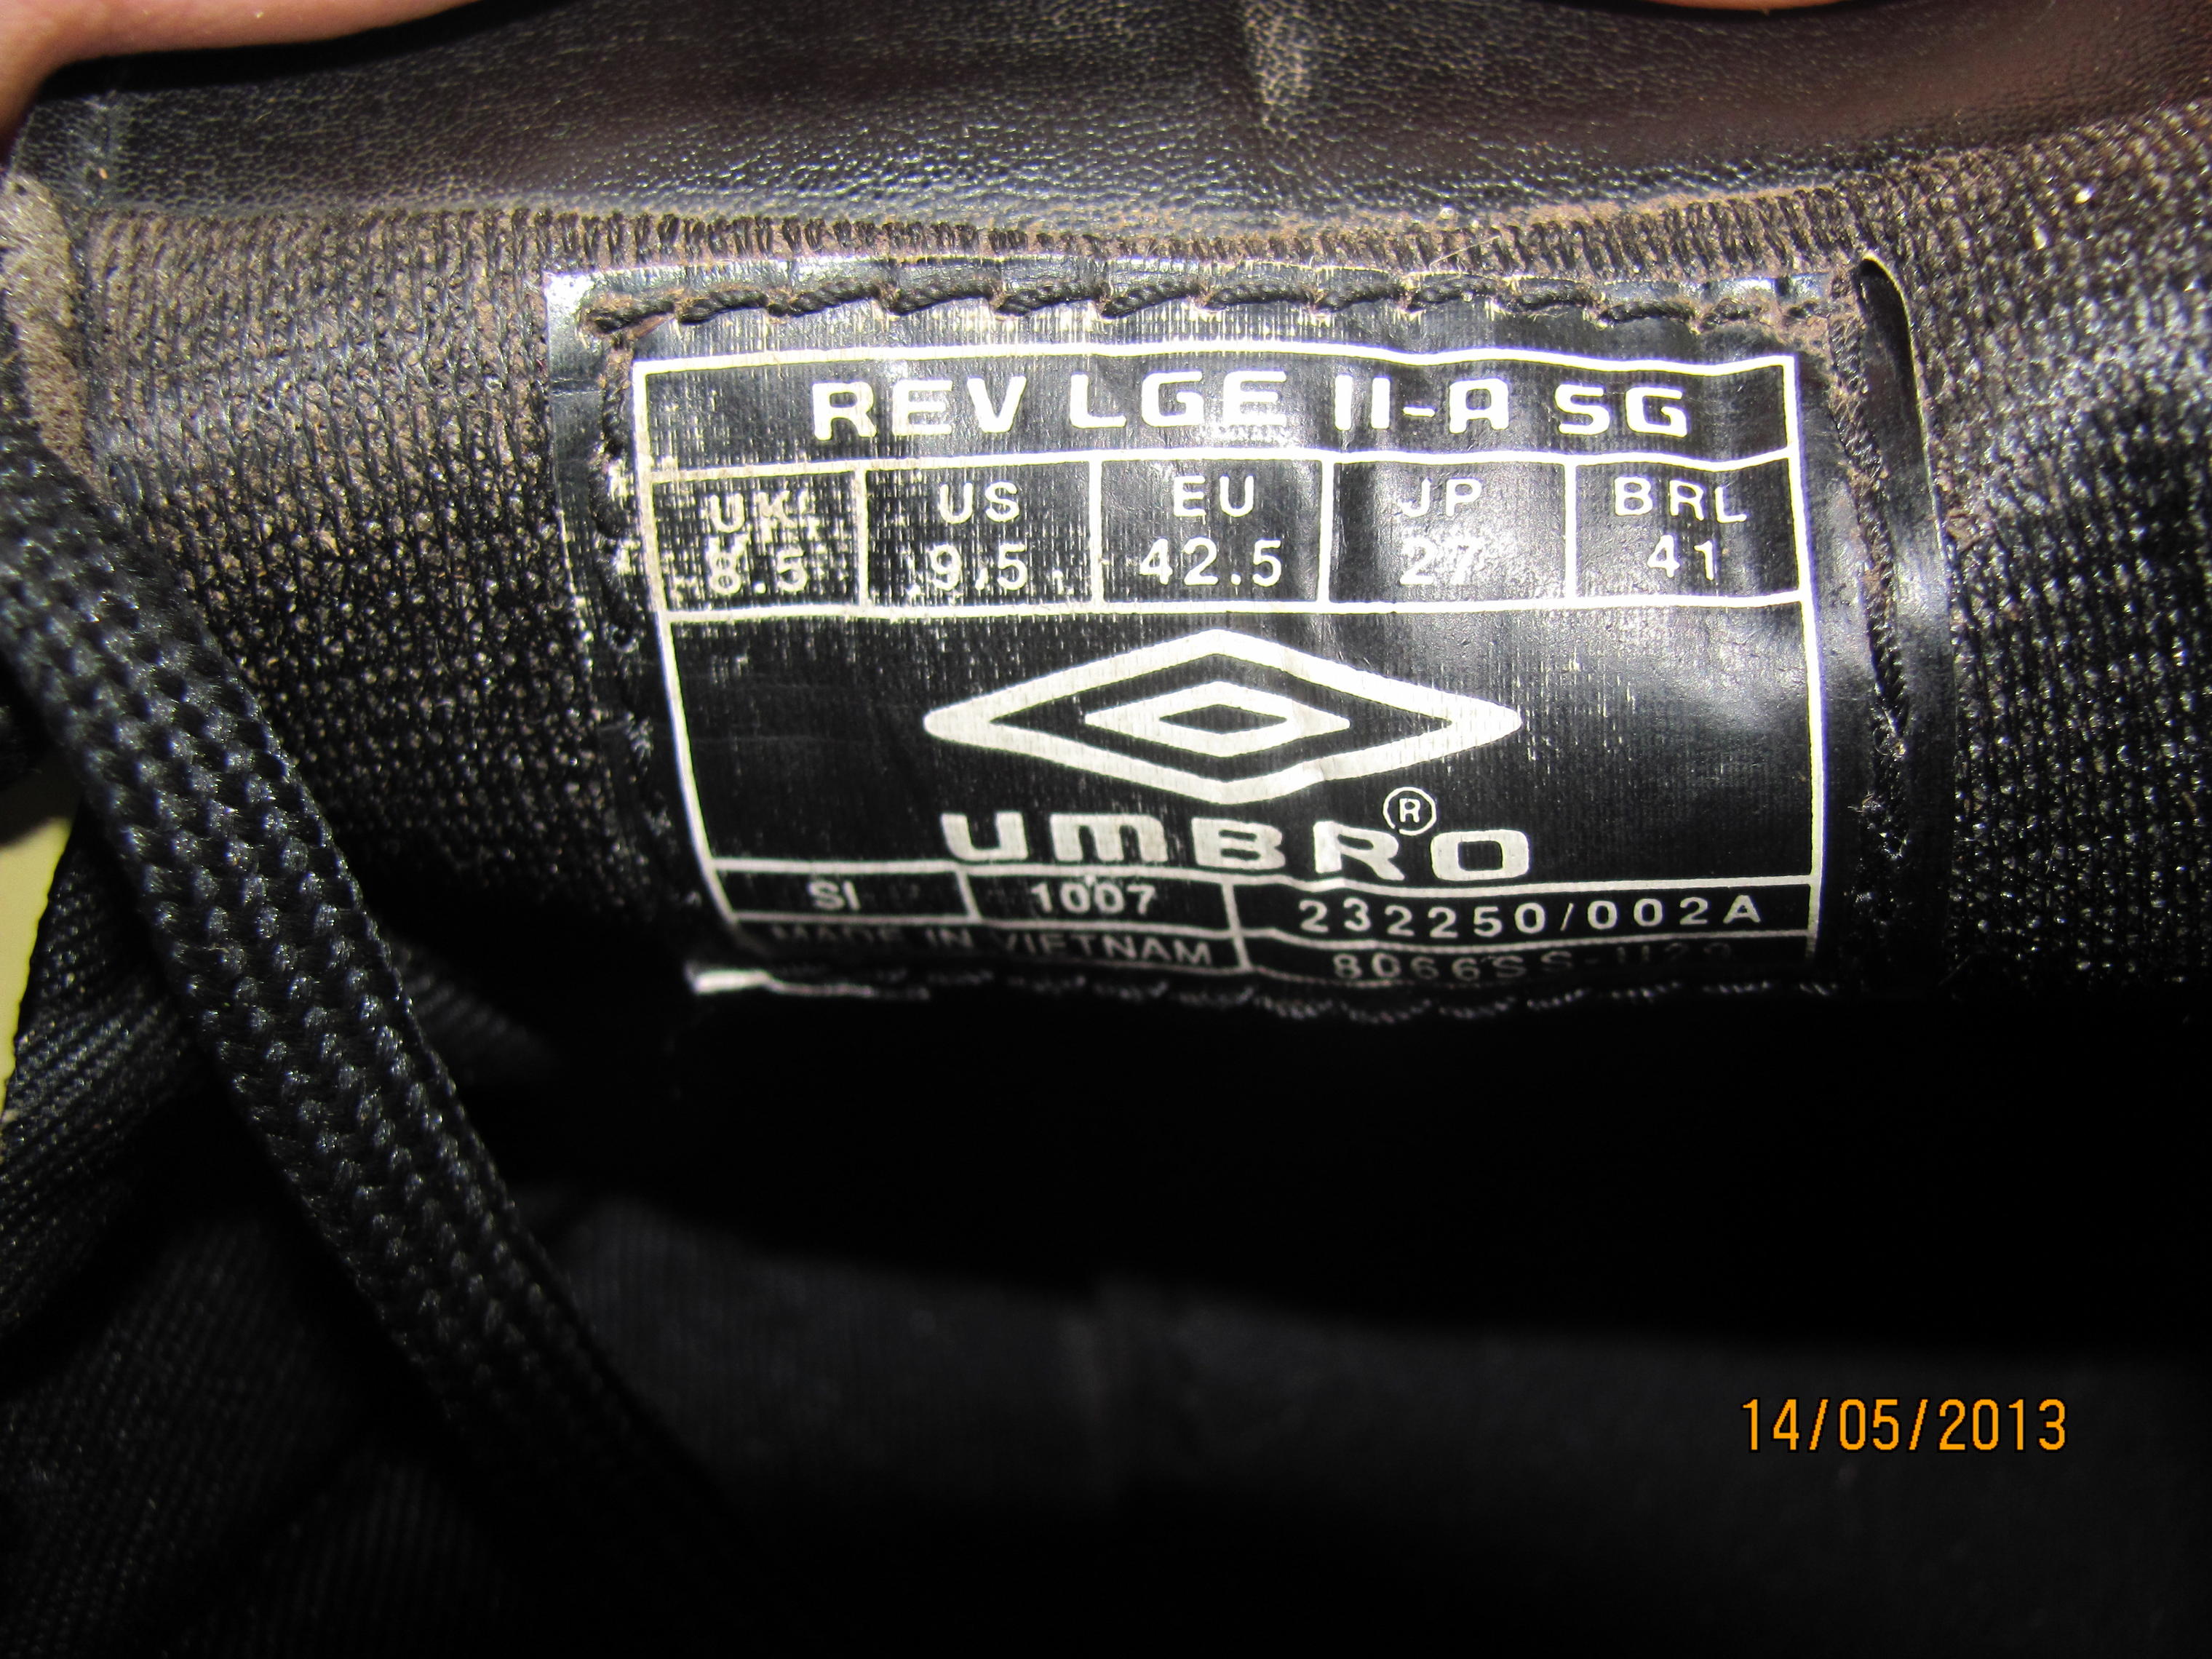 REV LGE II-A SG
UK US EU JP BRL
8.5 9.5 42.5 27 41
UMBRO ®
SI 1007 232250/002A
MADE IN VIETNAM
14/05/2013